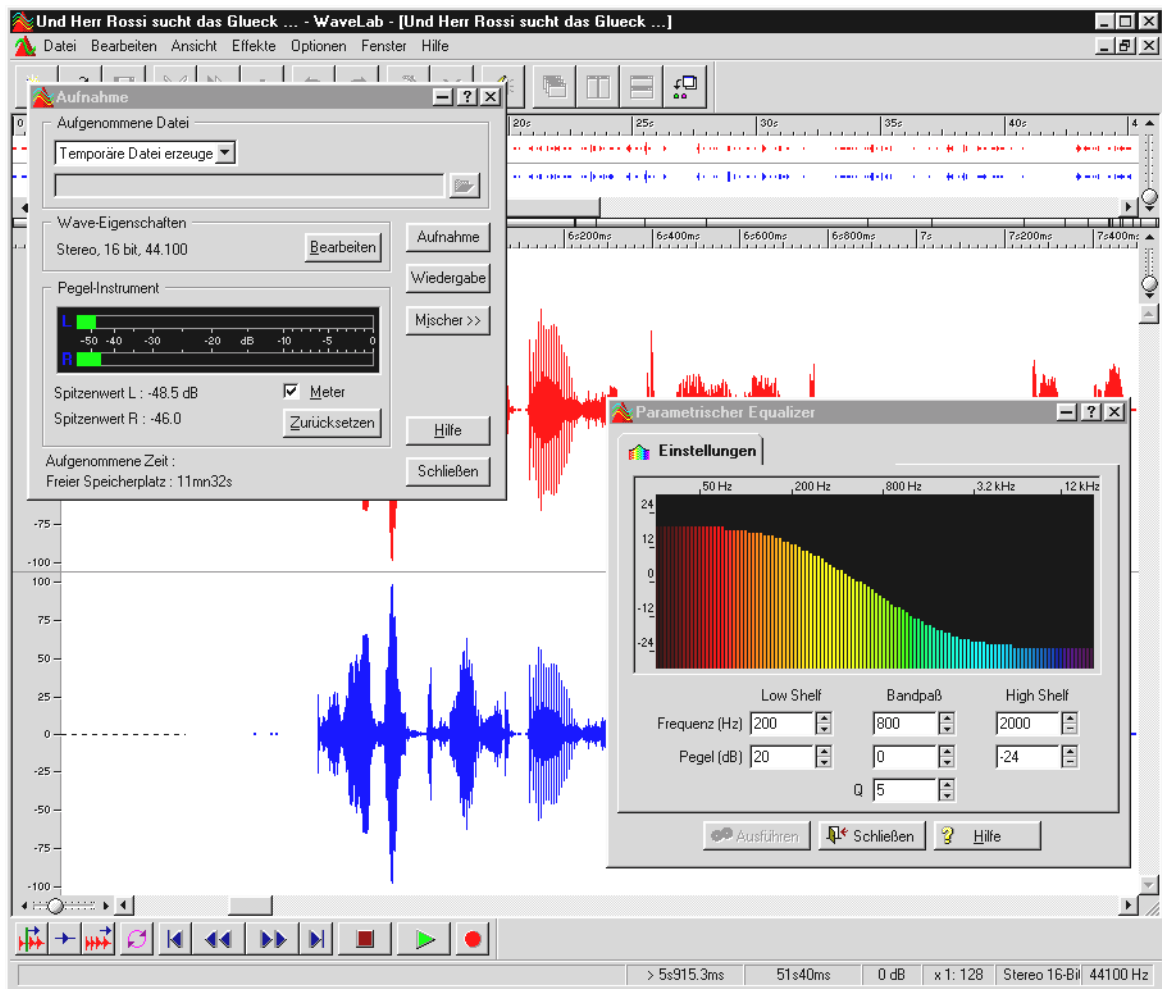 Und Herr Rossi sucht das Glueck ... - WaveLab - [Und Herr Rossi sucht das Glueck ...]
Datei Bearbeiten Ansicht Effekte Optionen Fenster Hilfe
Aufnahme
Aufgenommene Datei
Temporäre Datei erzeuge
Wave-Eigenschaften
Stereo, 16 bit, 44.100
Bearbeiten
Pegel-Instrument
L
-50 -40 -30 -20 dB -10 -5 0
R
Spitzenwert L : -48.5 dB
Meter
Spitzenwert R : -46.0
Zurücksetzen
Aufgenommene Zeit :
Freier Speicherplatz : 11mn32s
Aufnahme
Wiedergabe
Mischer >>
Hilfe
Schließen
0 20s 25s 30s 35s 40s 4
6s200ms 6s400ms 6s600ms 6s800ms 7s 7s200ms 7s400ms
-75
-100
100
75
50
25
0
-25
-50
-75
-100
Parametrischer Equalizer
Einstellungen
50 Hz 200 Hz 800 Hz 3.2 kHz 12 kHz
24
12
0
-12
-24
Low Shelf Bandpaß High Shelf
Frequenz (Hz) 200 800 2000
Pegel (dB) 20 0 -24
Q 5
Ausführen Schließen Hilfe
> 5s915.3ms 51s40ms 0 dB x 1: 128 Stereo 16-Bit 44100 Hz